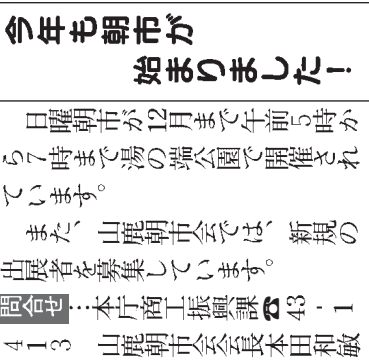 今年も朝市が
始まりました！
日曜朝市が12月まで午前5時か
ら7時まで湯の端公園で開催され
ています。
また、山鹿朝市会では、新規の
出展者を募集しています。
問合せ…本庁商工振興課☎43‐1
413 山鹿朝市会会長本田和敏